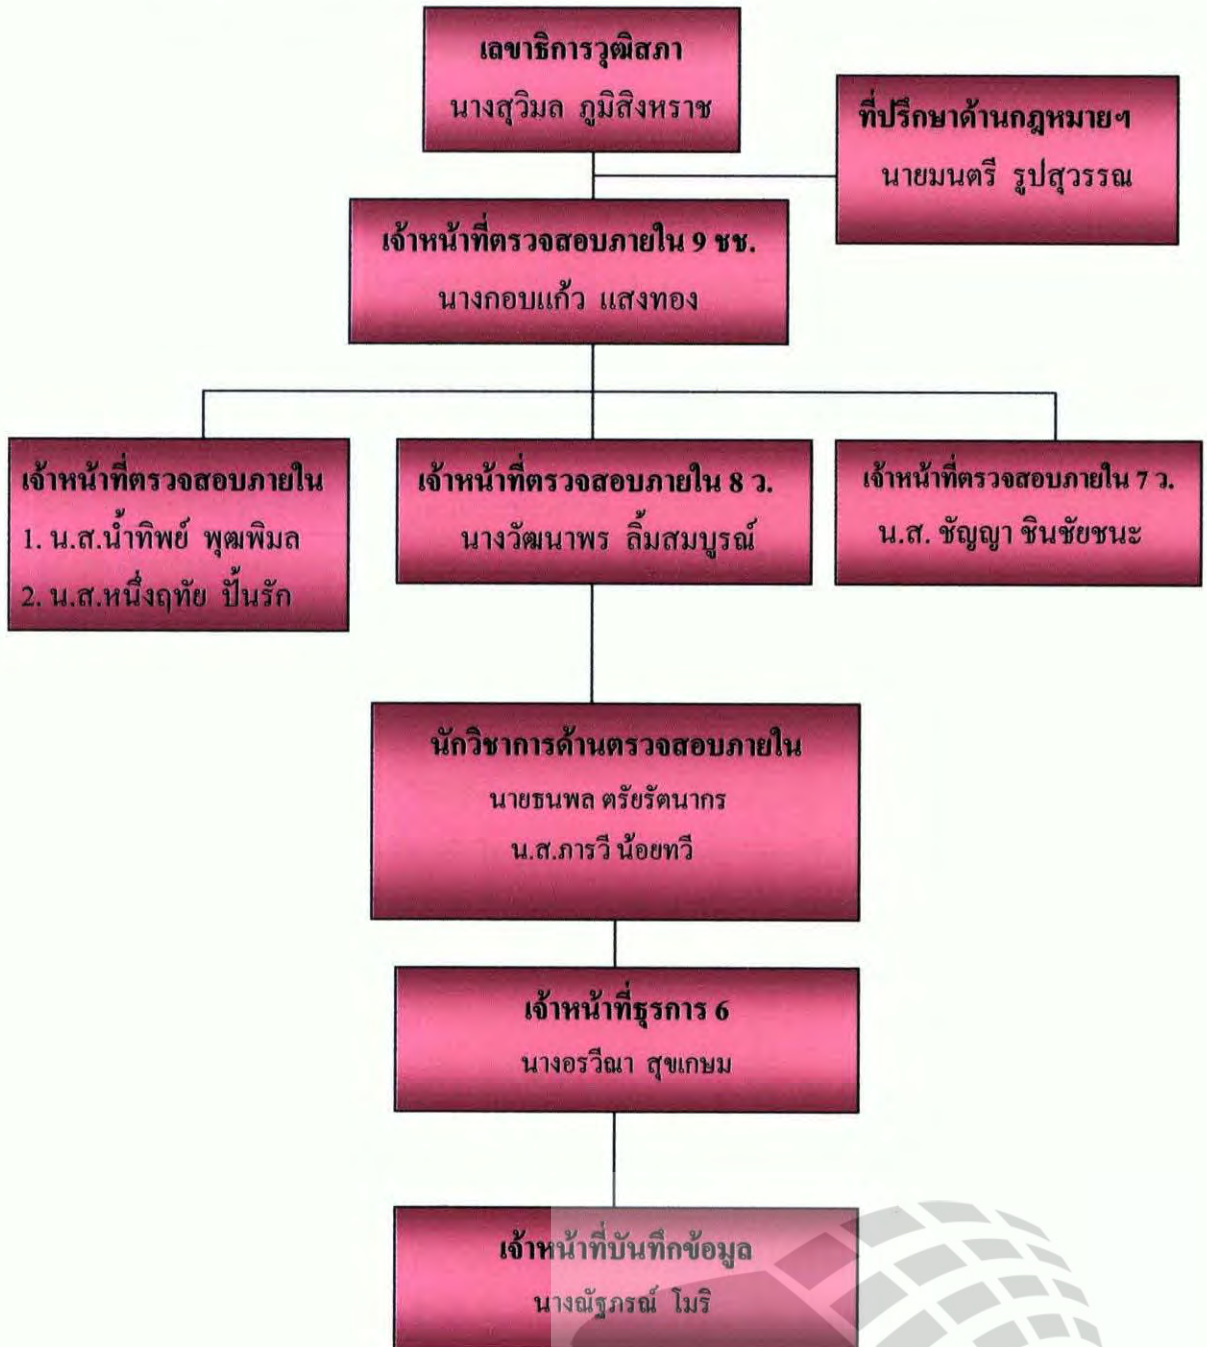 เลขาธิการวุฒิสภา
นางสุวิมล ภูมิสิงหราช
ที่ปรึกษาด้านกฎหมายฯ
นายมนตรี รูปสุวรรณ
เจ้าหน้าที่ตรวจสอบภายใน 9 ชช.
นางกอบแก้ว แสงทอง
เจ้าหน้าที่ตรวจสอบภายใน
1. น.ส.น้ำทิพย์ พุฒพิมล
2. น.ส.หนึ่งฤทัย ปั้นรัก
เจ้าหน้าที่ตรวจสอบภายใน 8 ว.
นางวัฒนาพร ลิ้มสมบูรณ์
เจ้าหน้าที่ตรวจสอบภายใน 7 ว.
น.ส. ชัญญา ชินชัยชนะ
นักวิชาการด้านตรวจสอบภายใน
นายธนพล ตรัยรัตนากร
น.ส.ภารวี น้อยทวี
เจ้าหน้าที่ธุรการ 6
นางอรวีณา สุขเกษม
เจ้าหน้าที่บันทึกข้อมูล
นางณัฐภรณ์ โมริ